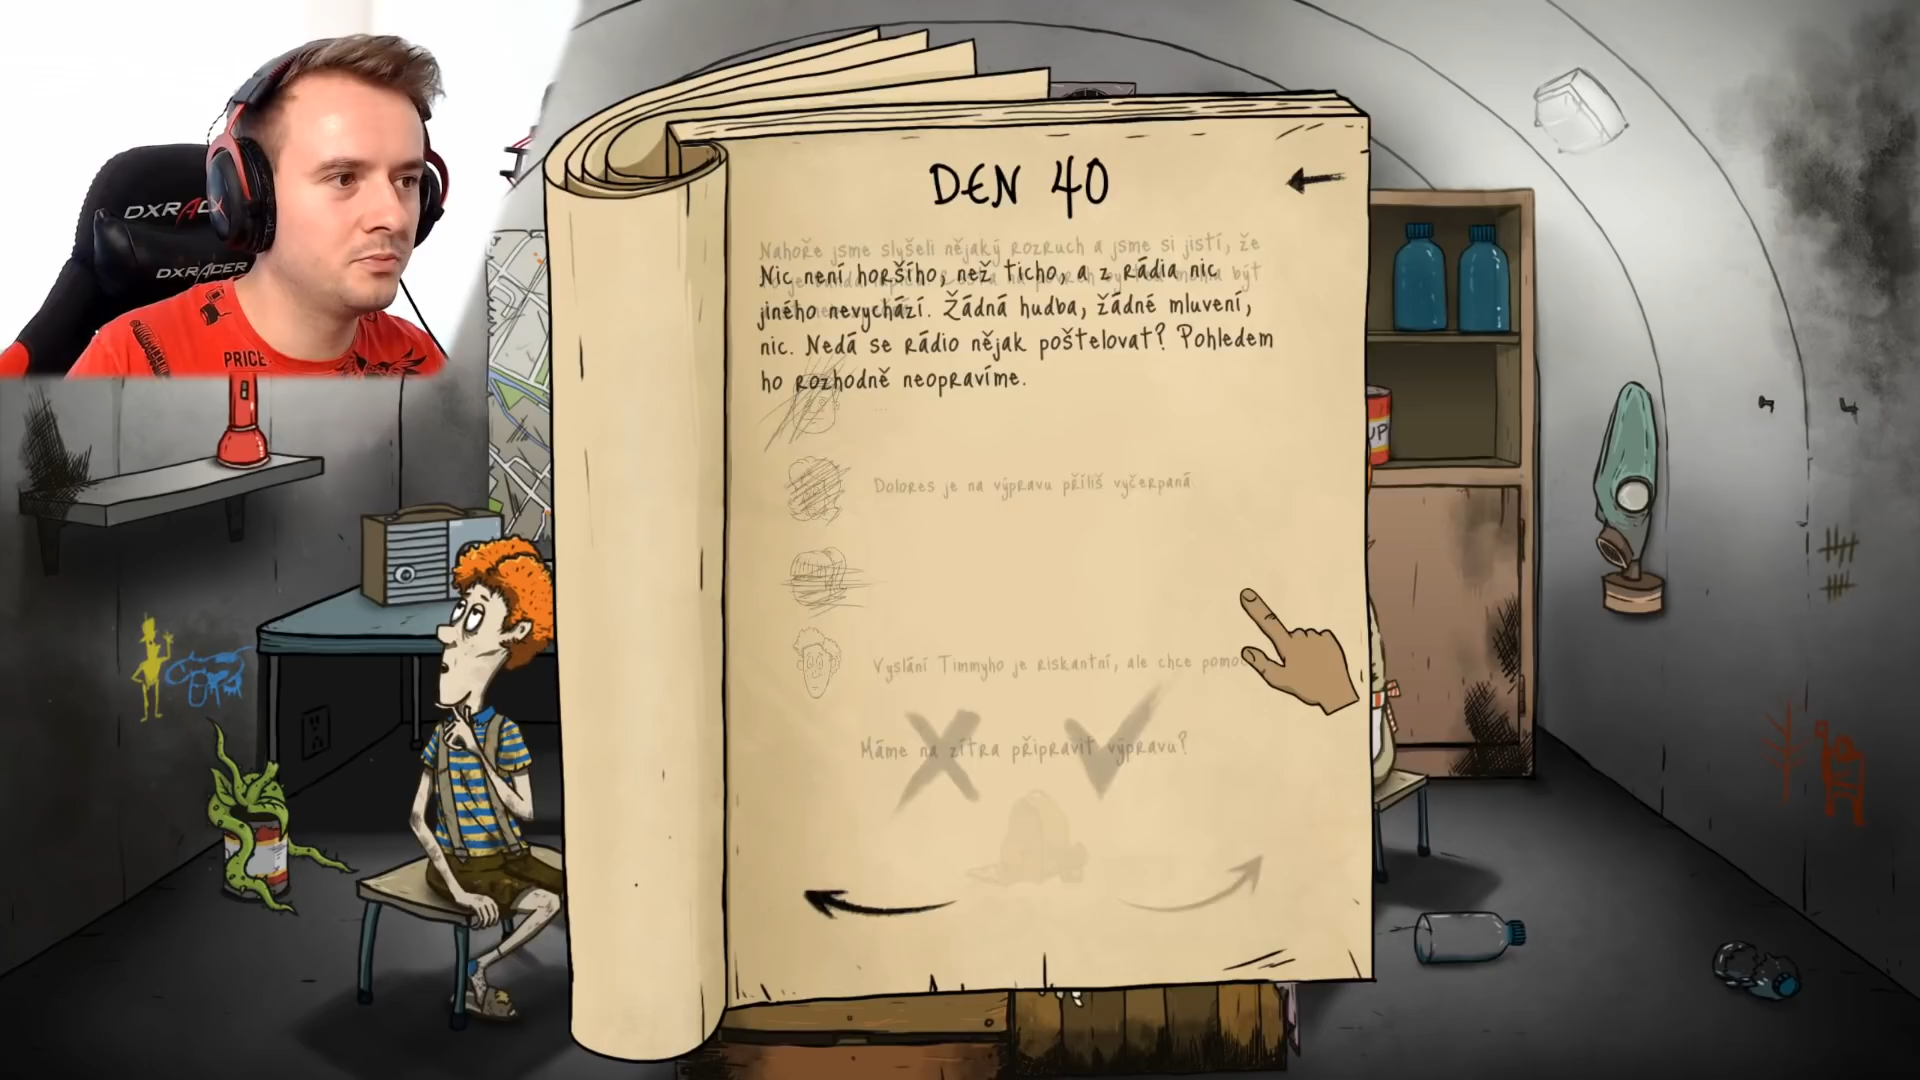 DXRACER
DXRACER
PRICE
DEN 40
Nahoře jsme slyšeli nějaký rozruch a jsme si jistí, že
Nic není horšího, než ticho, a z rádia nic
být
jiného nevychází. Žádná hudba, žádné mluvení,
nic. Nedá se rádio nějak poštelovat? Pohledem
ho rozhodně neopravíme.
UP
Dolores je na výpravu příliš vyčerpaná
Vyslání Timmyho je riskantní, ale chce
Máme na zítra připravit výpravu?